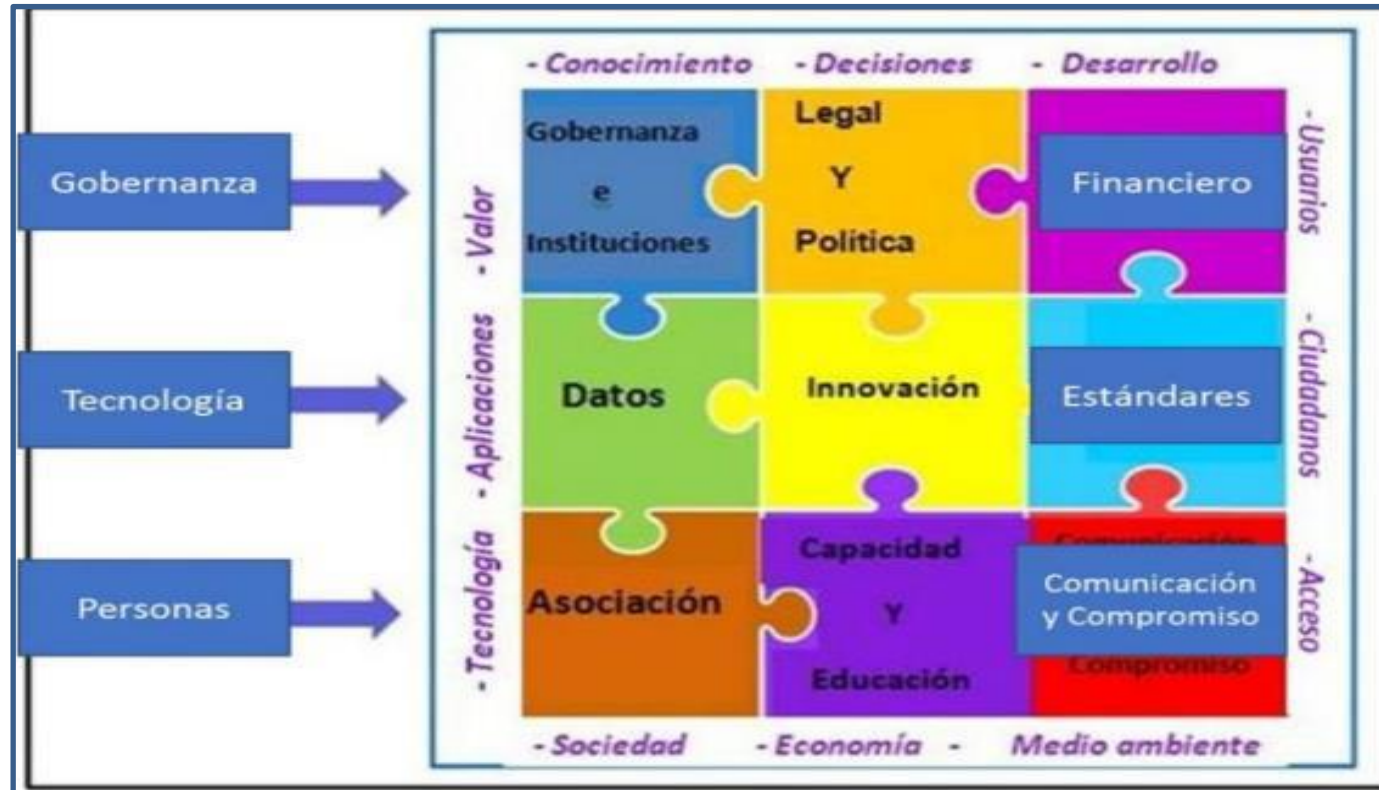 - Conocimiento - Decisiones - Desarrollo
Gobernanza
Gobernanza
e
Instituciones
Legal
Y
Política
Financiero
- Valor
- Usuarios
Tecnología
Datos
Innovación
Estándares
- Aplicaciones
- Ciudadanos
Personas
Asociación
Capacidad
Y
Educación
Comunicación
Comunicación
y Compromiso
Compromiso
- Tecnología
- Acceso
- Sociedad - Economía - Medio ambiente